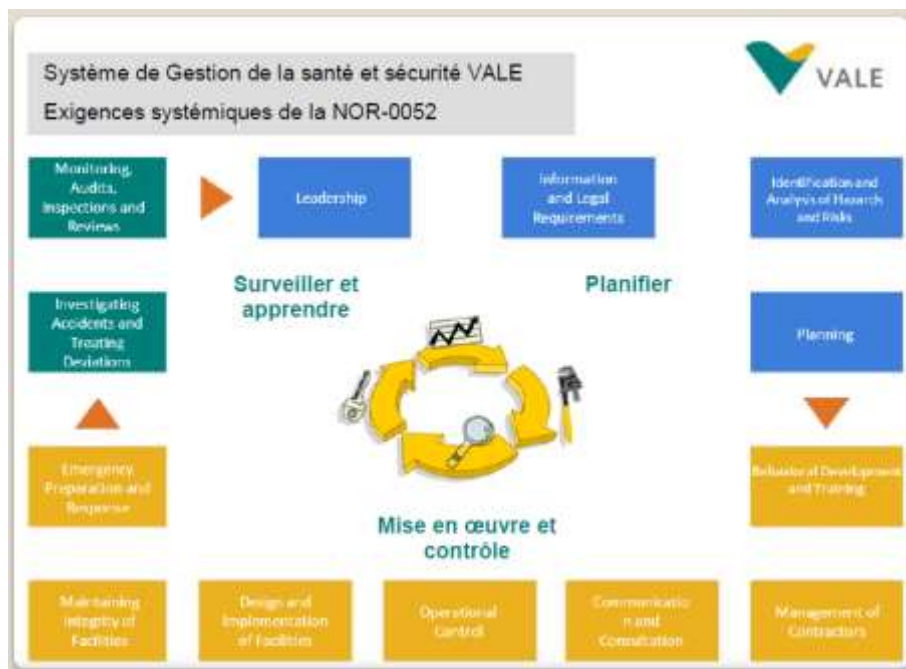 Système de Gestion de la santé et sécurité VALE
Exigences systémiques de la NOR-0052
VALE
Monitoring,
Audits,
Inspections and
Reviews
Leadership
Information
and Legal
Requirements
Identification and
Analysis of Hazards
and Risks
Surveiller et
apprendre
Planifier
Investigating
Accidents and
Treating
Deviations
Planning
Emergency
Preparation and
Response
Behavioral Development
and Training
Mise en œuvre et
contrôle
Maintaining
Integrity of
Facilities
Design and
Implementation
of Facilities
Operational
Control
Communicatio
n and
Consultation
Management of
Contractors